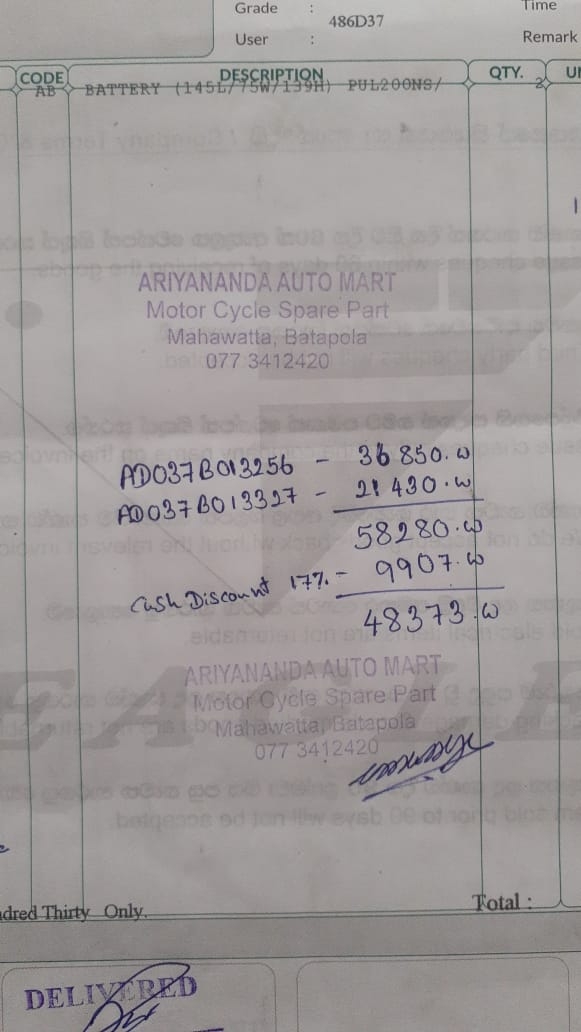 Grade :
Time
486D37
User :
Remark
CODE DESCRIPTION QTY.
AB BATTERY (145L/75W/139H) PUL200NS/ 2
ARIYANANDA AUTO MART
Motor Cycle Spare Part
Mahawatta, Batapola
077 3412420
AD037B013256 - 36850.00
AD037B013327 - 21430.00
58280.00
Cash Discount 17% - 9907.00
48373.00
ARIYANANDA AUTO MART
Motor Cycle Spare Part
Mahawatta, Batapola
077 3412420
dred Thirty Only.
Total :
DELIVERED